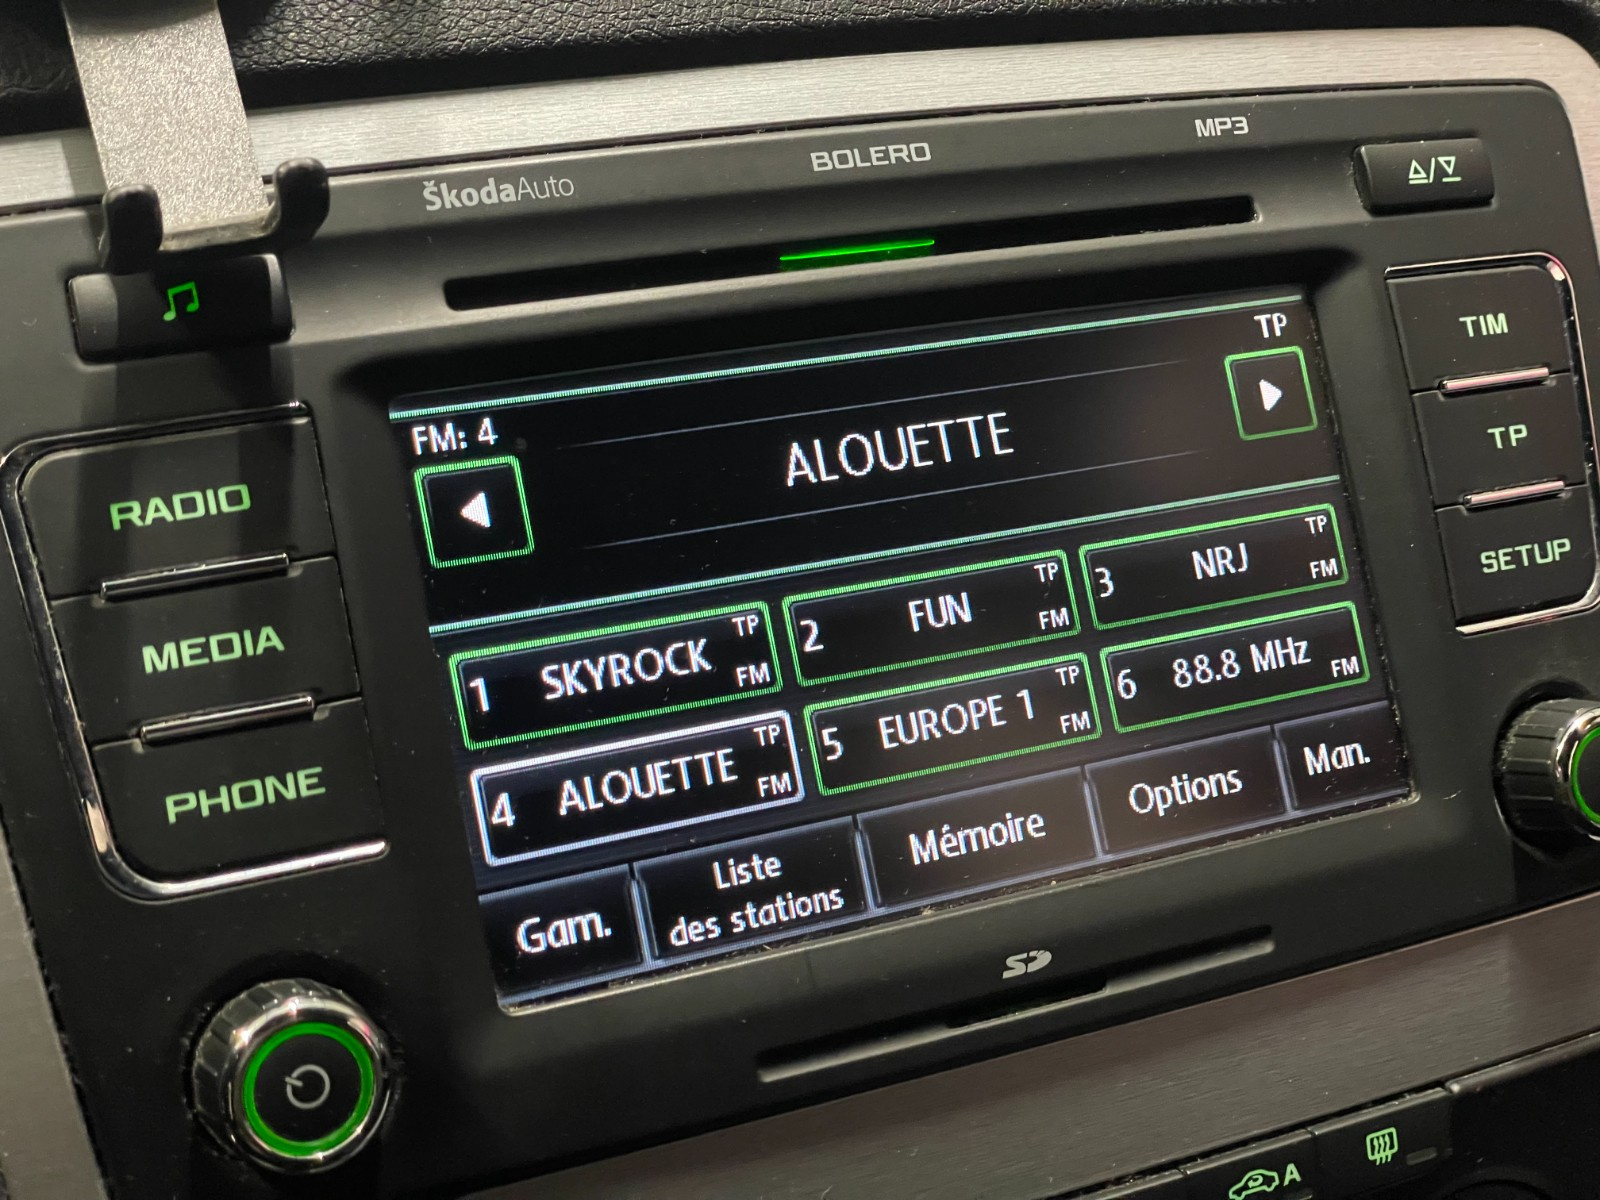 ŠkodaAuto
BOLERO
MP3
RADIO
MEDIA
PHONE
TIM
TP
SETUP
TP
FM: 4
ALOUETTE
1 SKYROCK TP FM
2 FUN TP FM
3 NRJ TP FM
4 ALOUETTE TP FM
5 EUROPE 1 TP FM
6 88.8 MHz FM
Gam.
Liste
des stations
Mémoire
Options
Man.
SD
A